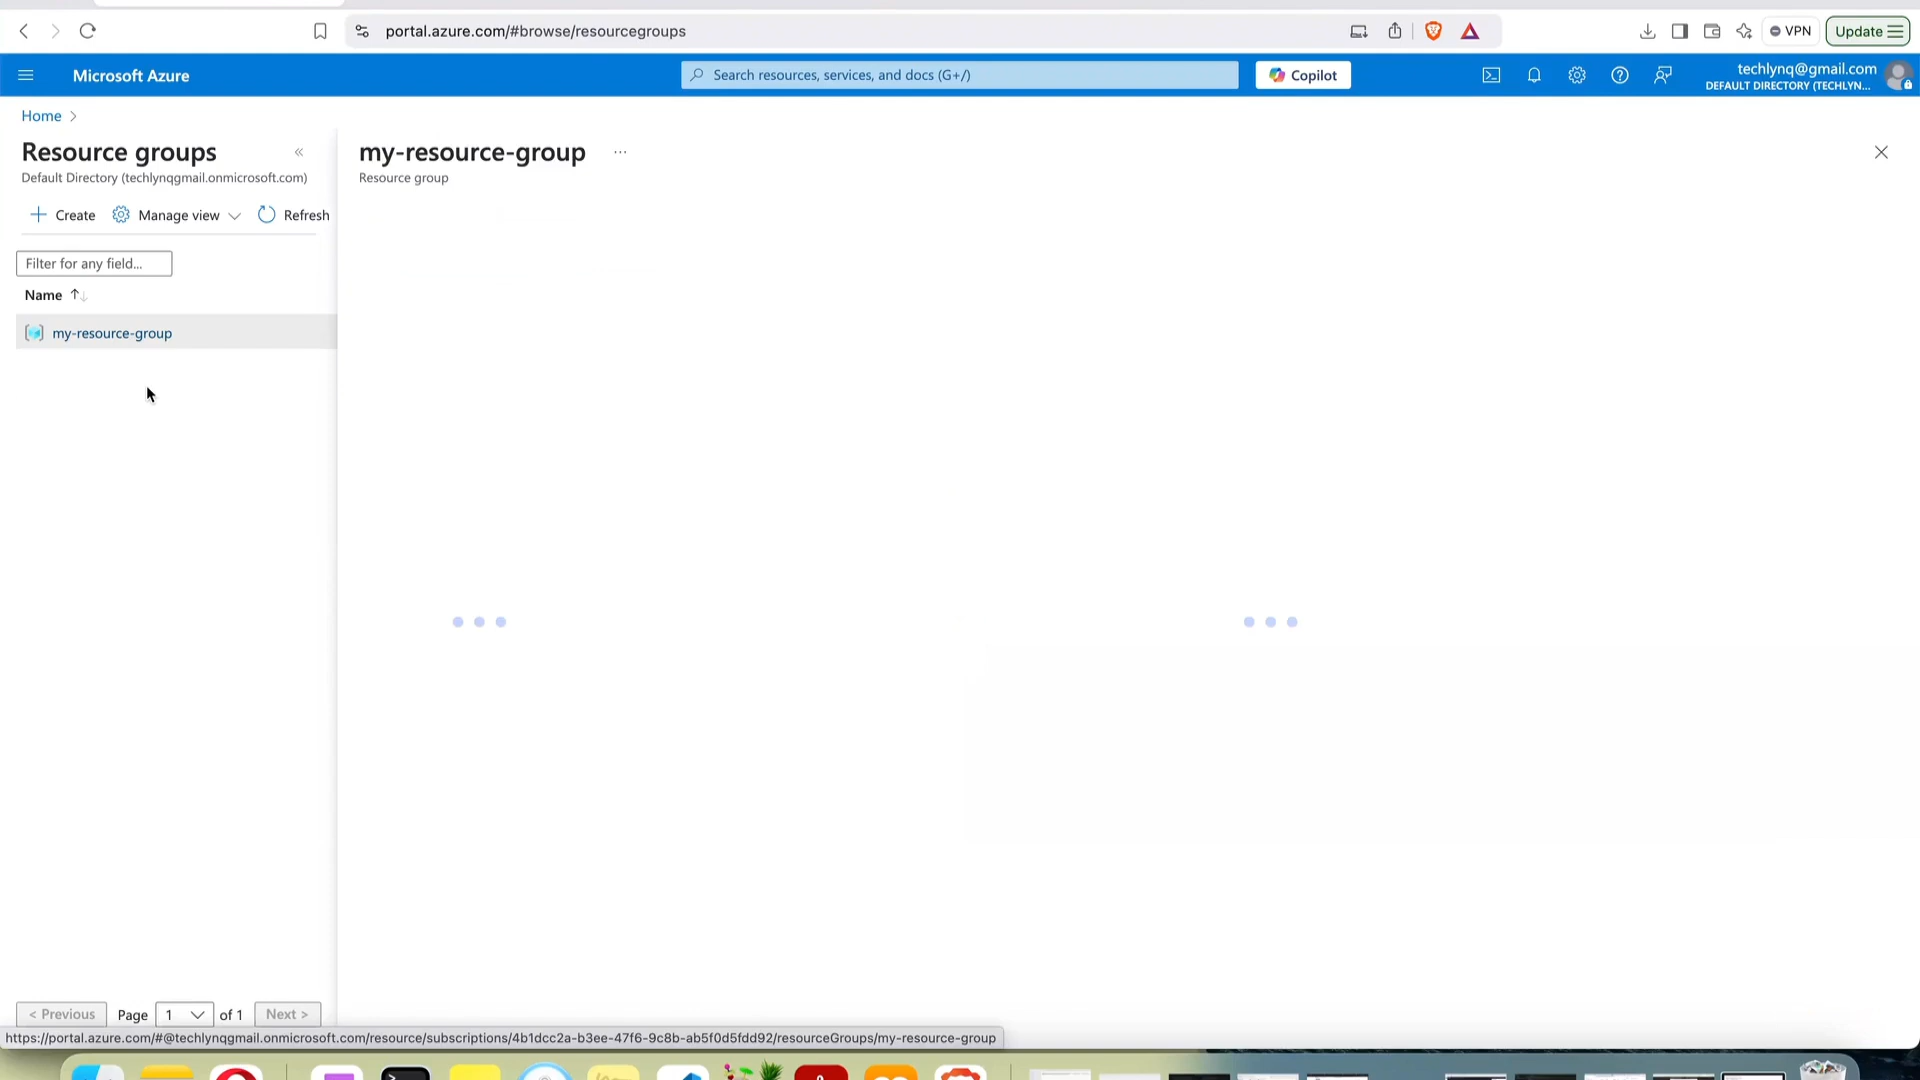 portal.azure.com/#browse/resourcegroups
VPN
Update
Microsoft Azure
Search resources, services, and docs (G+/)
Copilot
techlynq@gmail.com
DEFAULT DIRECTORY (TECHLYN...
Home
Resource groups
Default Directory (techlynqgmail.onmicrosoft.com)
Create
Manage view
Refresh
Filter for any field...
Name
my-resource-group
my-resource-group
Resource group
< Previous
Page
1
of 1
Next >
https://portal.azure.com/#@techlynqgmail.onmicrosoft.com/resource/subscriptions/4b1dcc2a-b3ee-47f6-9c8b-ab5f0d5fdd92/resourceGroups/my-resource-group